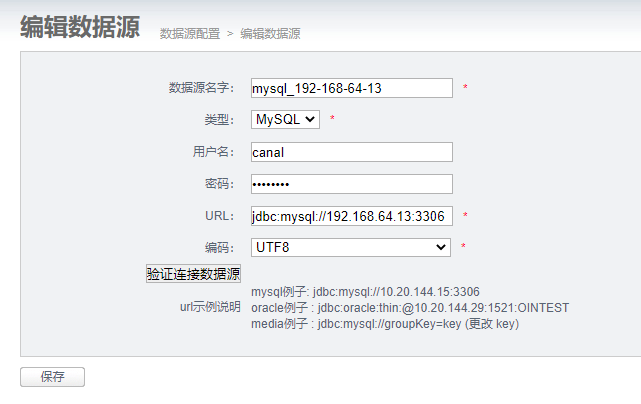 编辑数据源 数据源配置 > 编辑数据源
数据源名字： mysql_192-168-64-13 *
类型： MySQL *
用户名： canal
密码： ••••••••
URL： jdbc:mysql://192.168.64.13:3306 *
编码： UTF8 *
验证连接数据源
mysql例子: jdbc:mysql://10.20.144.15:3306
url示例说明 oracle例子 : jdbc:oracle:thin:@10.20.144.29:1521:OINTEST
media例子 : jdbc:mysql://groupKey=key (更改 key)
保存